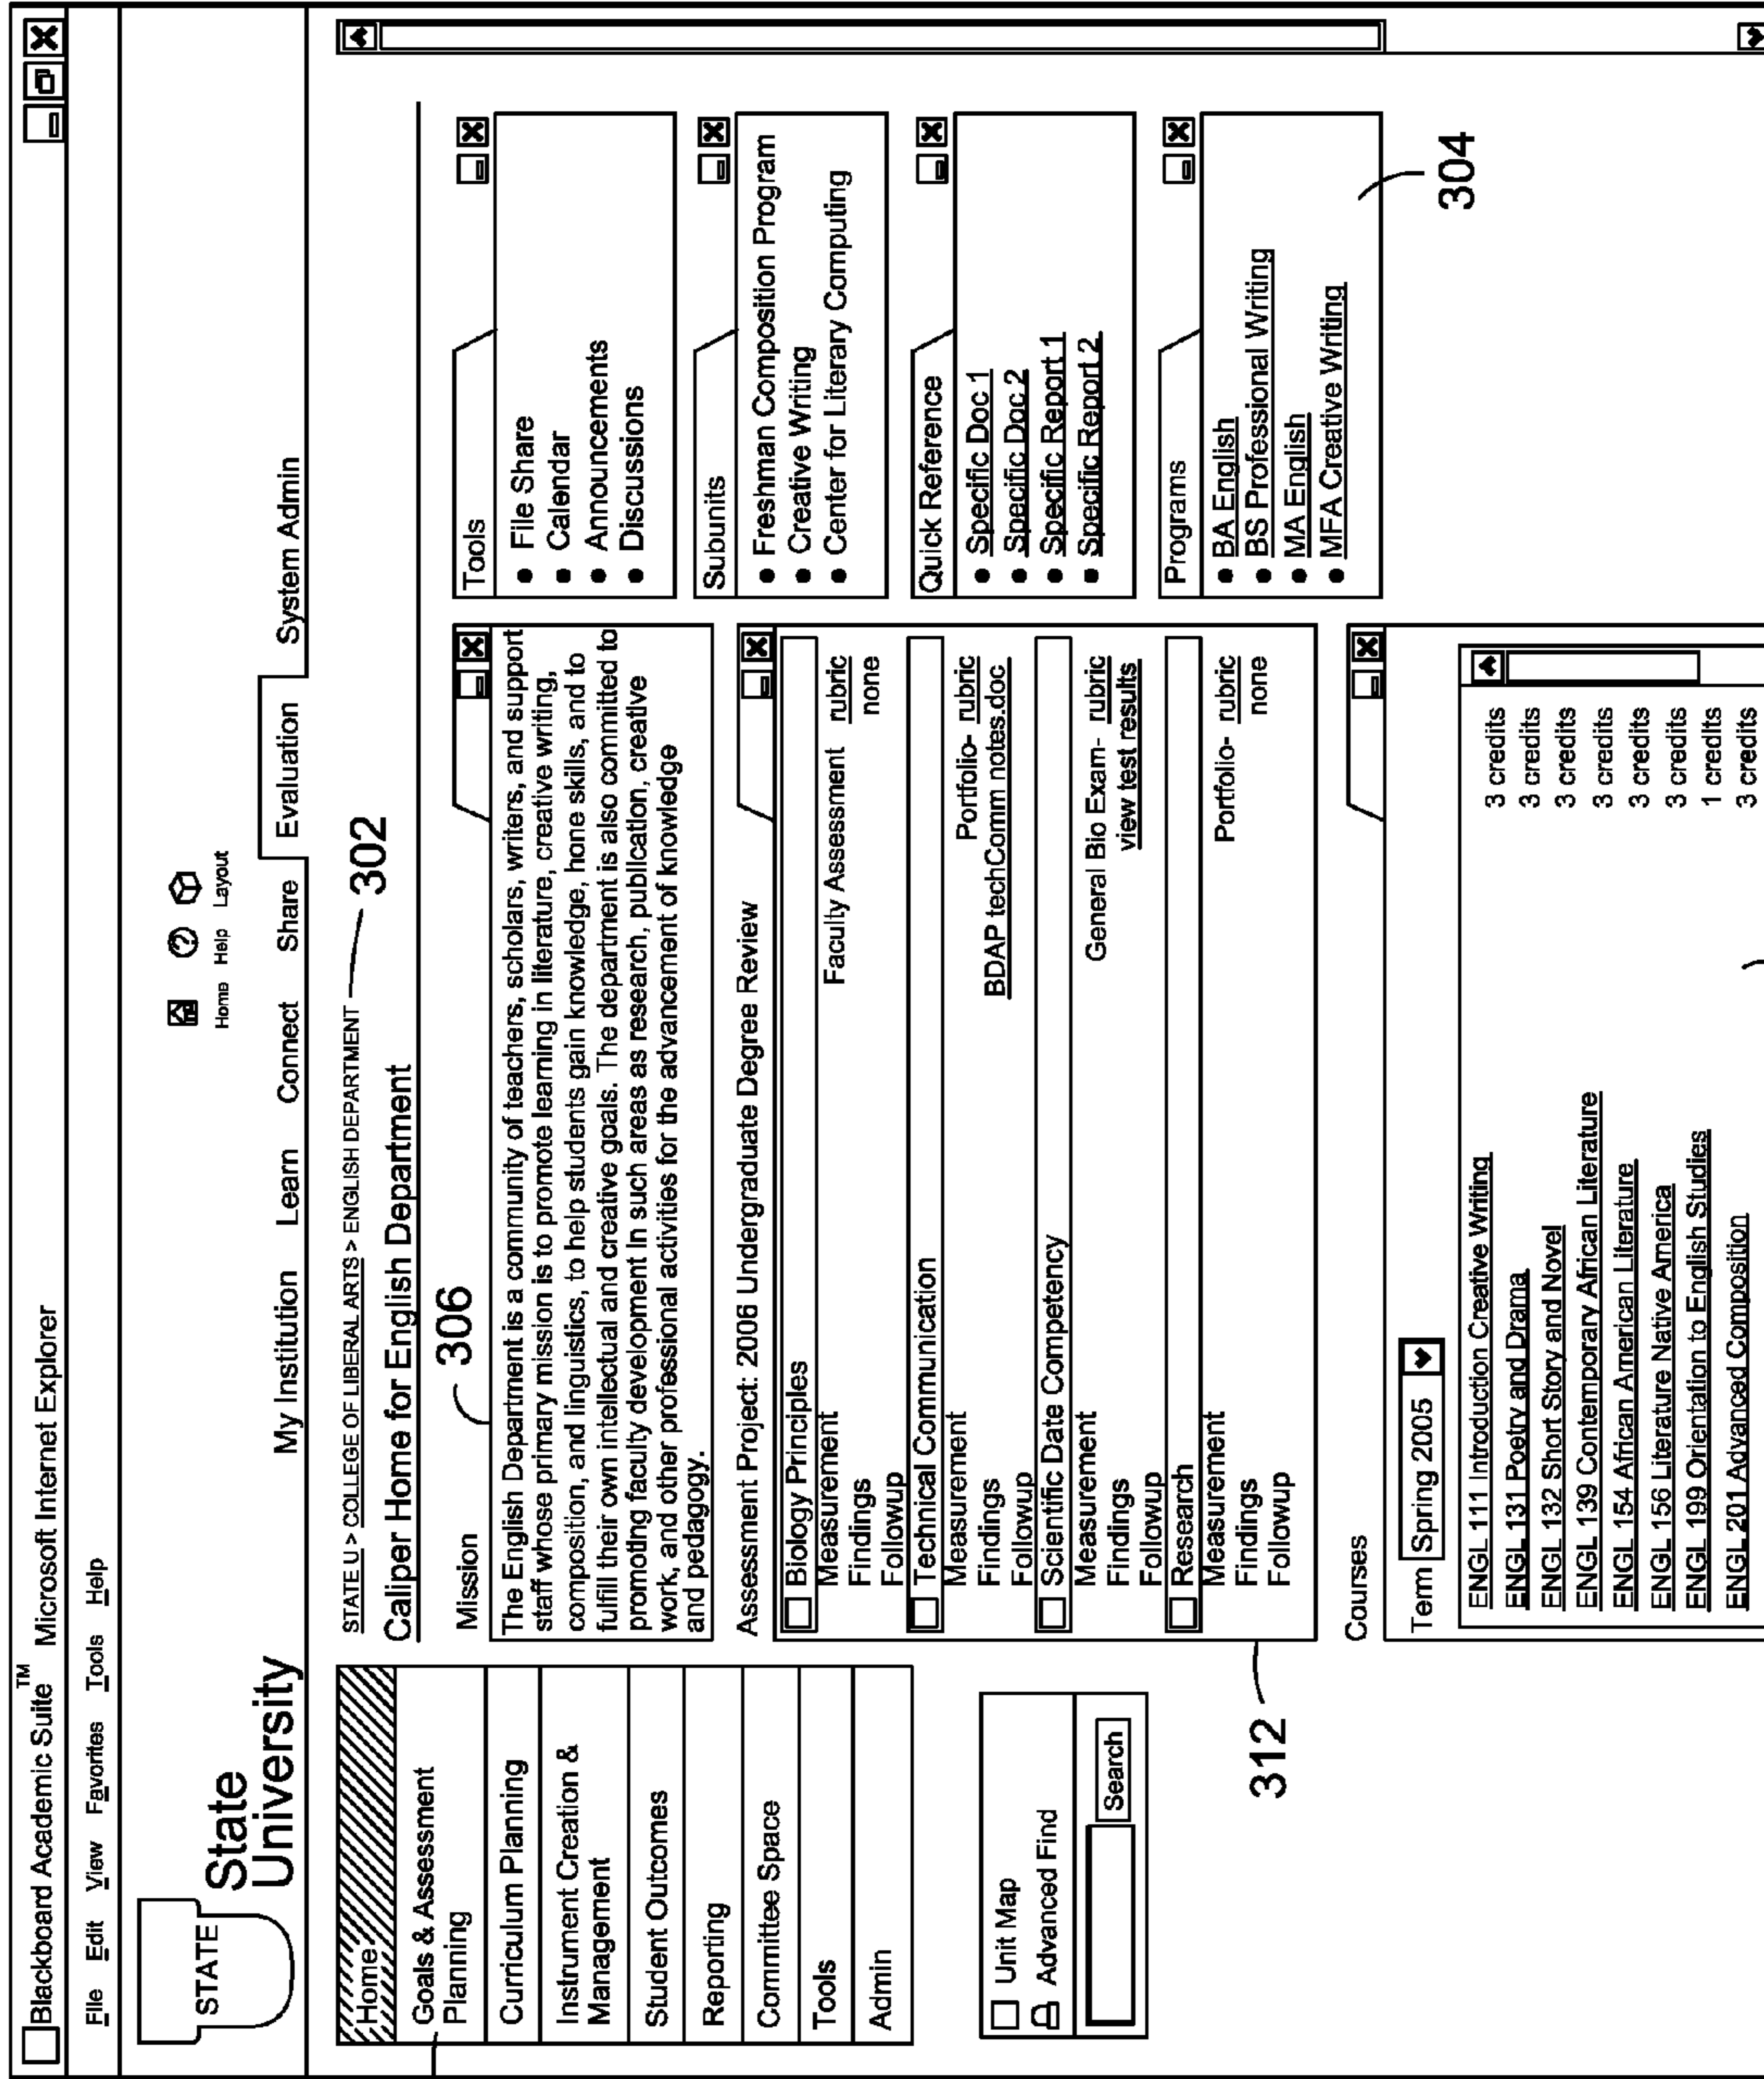 Blackboard Academic Suite™ Microsoft Internet Explorer
File Edit View Favorites Tools Help
STATE
State
University
Home Help Layout
My Institution Learn Connect Share Evaluation System Admin
Home
Goals & Assessment
Planning
Curriculum Planning
Instrument Creation &
Management
Student Outcomes
Reporting
Committee Space
Tools
Admin
Unit Map
Advanced Find
Search
312
STATE U > COLLEGE OF LIBERAL ARTS > ENGLISH DEPARTMENT 302
Caliper Home for English Department
306
Mission
The English Department is a community of teachers, scholars, writers, and support
staff whose primary mission is to promote learning in literature, creative writing,
composition, and linguistics, to help students gain knowledge, hone skills, and to
fulfill their own intellectual and creative goals. The department is also committed to
promoting faculty development in such areas as research, publication, creative
work, and other professional activities for the advancement of knowledge
and pedagogy.
Assessment Project: 2006 Undergraduate Degree Review
Biology Principles
Measurement Faculty Assessment rubric
Findings none
Followup
Technical Communication
Measurement Portfolio- rubric
Findings BDAP techComm notes.doc
Followup
Scientific Date Competency
Measurement General Bio Exam- rubric
Findings view test results
Followup
Research
Measurement Portfolio- rubric
Findings none
Followup
Courses
Term Spring 2005
ENGL 111 Introduction Creative Writing 3 credits
ENGL 131 Poetry and Drama 3 credits
ENGL 132 Short Story and Novel 3 credits
ENGL 139 Contemporary African Literature 3 credits
ENGL 154 African American Literature 3 credits
ENGL 156 Literature Native America 3 credits
ENGL 199 Orientation to English Studies 1 credits
ENGL 201 Advanced Composition 3 credits
Tools
• File Share
• Calendar
• Announcements
• Discussions
Subunits
• Freshman Composition Program
• Creative Writing
• Center for Literary Computing
Quick Reference
• Specific Doc 1
• Specific Doc 2
• Specific Report 1
• Specific Report 2
Programs
• BA English
• BS Professional Writing
• MA English
• MFA Creative Writing
304